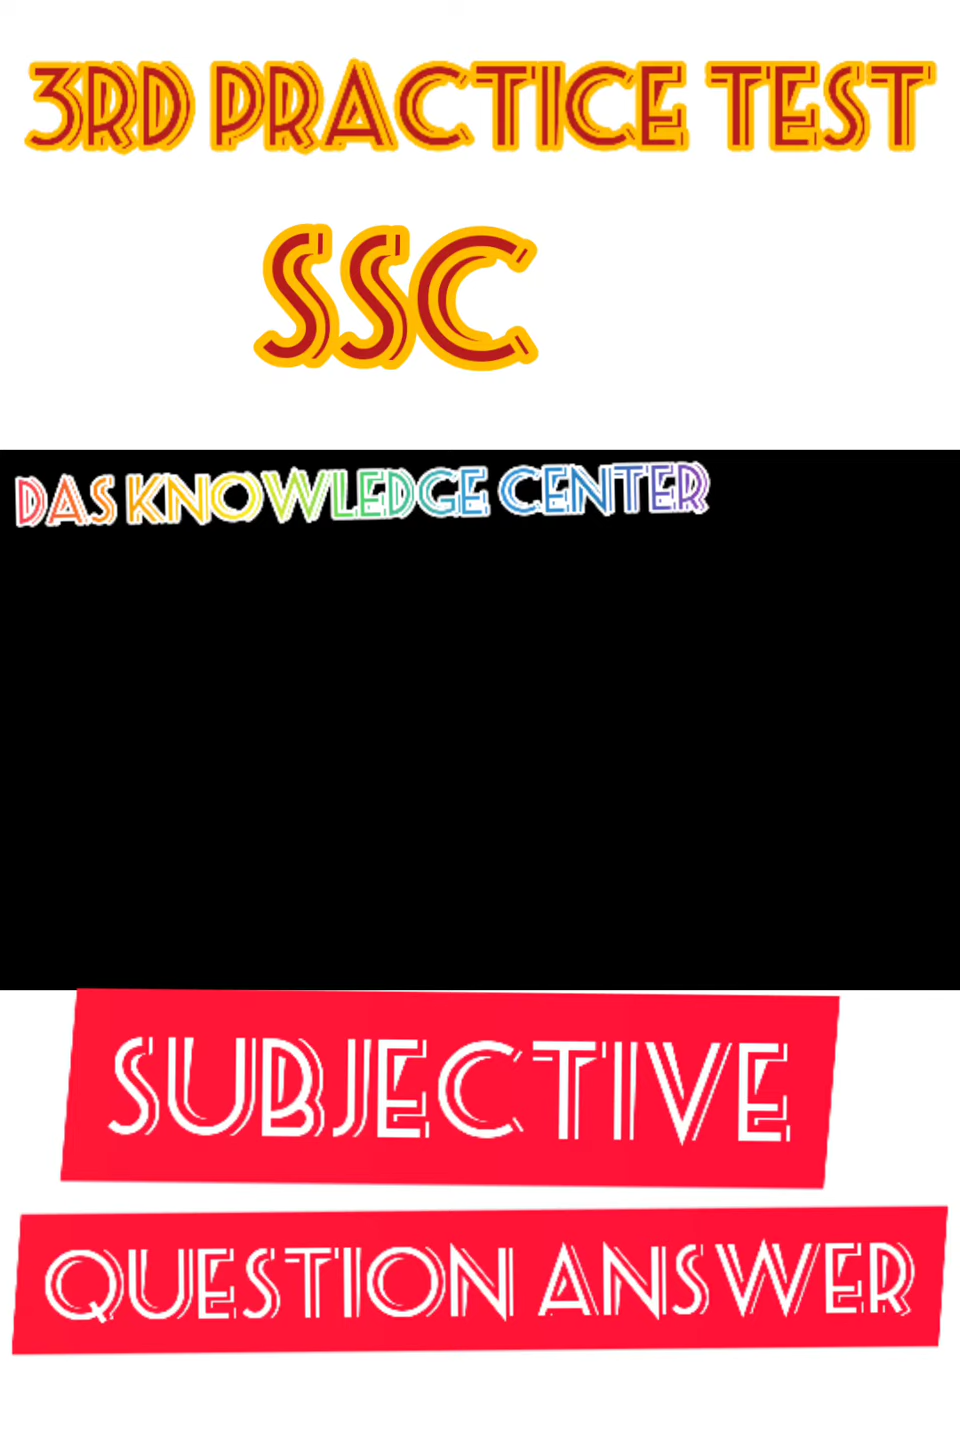 3RD PRACTICE TEST
SSC
DAS KNOWLEDGE CENTER
SUBJECTIVE
QUESTION ANSWER